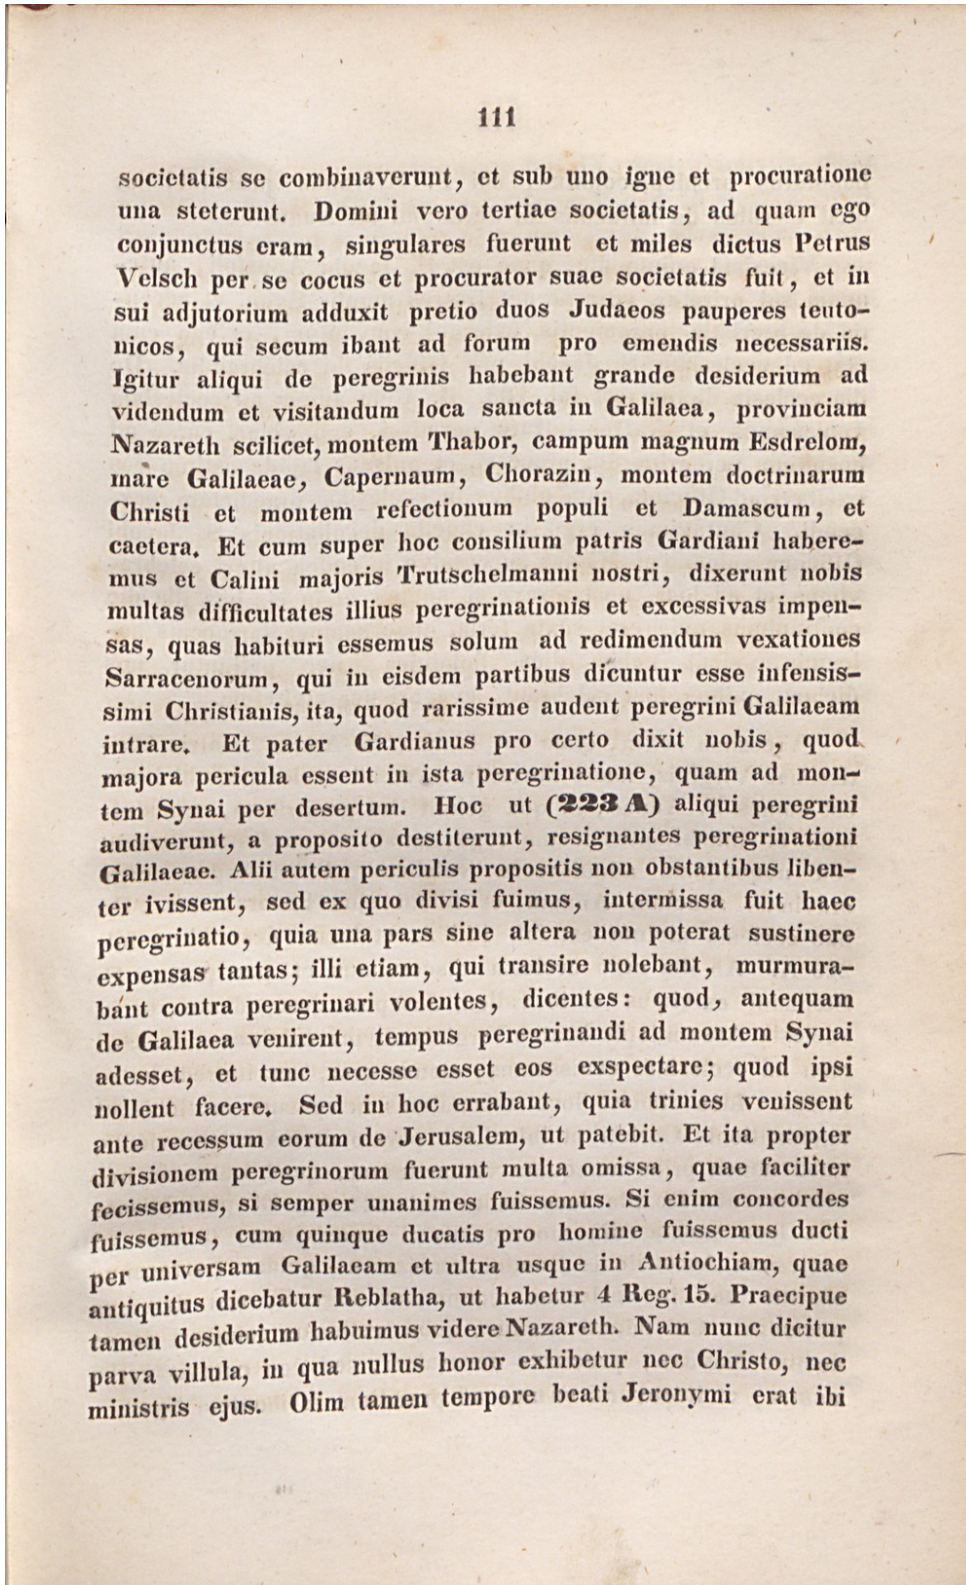 111
societatis se combinaverunt, et sub uno igne et procuratione
una steterunt. Domini vero tertiae societatis, ad quam ego
conjunctus eram, singulares fuerunt et miles dictus Petrus
Velsch per se cocus et procurator suae societatis fuit, et in
sui adjutorium adduxit pretio duos Judaeos pauperes teuto-
nicos, qui secum ibant ad forum pro emendis necessariis.
Igitur aliqui de peregrinis habebant grande desiderium ad
videndum et visitandum loca sancta in Galilaea, provinciam
Nazareth scilicet, montem Thabor, campum magnum Esdrelom,
mare Galilaeae, Capernaum, Chorazin, montem doctrinarum
Christi et montem refectionum populi et Damascum, et
caetera. Et cum super hoc consilium patris Gardiani habere-
mus et Calini majoris Trutschelmanni nostri, dixerunt nobis
multas difficultates illius peregrinationis et excessivas impen-
sas, quas habituri essemus solum ad redimendum vexationes
Sarracenorum, qui in eisdem partibus dicuntur esse infensis-
simi Christianis, ita, quod rarissime audent peregrini Galilaeam
intrare. Et pater Gardianus pro certo dixit nobis, quod
majora pericula essent in ista peregrinatione, quam ad mon-
tem Synai per desertum. Hoc ut (223 A) aliqui peregrini
audiverunt, a proposito destiterunt, resignantes peregrinationi
Galilaeae. Alii autem periculis propositis non obstantibus liben-
ter ivissent, sed ex quo divisi fuimus, intermissa fuit haec
peregrinatio, quia una pars sine altera non poterat sustinere
expensas tantas; illi etiam, qui transire nolebant, murmura-
bant contra peregrinari volentes, dicentes: quod, antequam
de Galilaea venirent, tempus peregrinandi ad montem Synai
adesset, et tunc necesse esset eos exspectare; quod ipsi
nollent facere. Sed in hoc errabant, quia trinies venissent
ante recessum eorum de Jerusalem, ut patebit. Et ita propter
divisionem peregrinorum fuerunt multa omissa, quae faciliter
fecissemus, si semper unanimes fuissemus. Si enim concordes
fuissemus, cum quinque ducatis pro homine fuissemus ducti
per universam Galilaeam et ultra usque in Antiochiam, quae
antiquitus dicebatur Reblatha, ut habetur 4 Reg. 15. Praecipue
tamen desiderium habuimus videre Nazareth. Nam nunc dicitur
parva villula, in qua nullus honor exhibetur nec Christo, nec
ministris ejus. Olim tamen tempore beati Jeronymi erat ibi